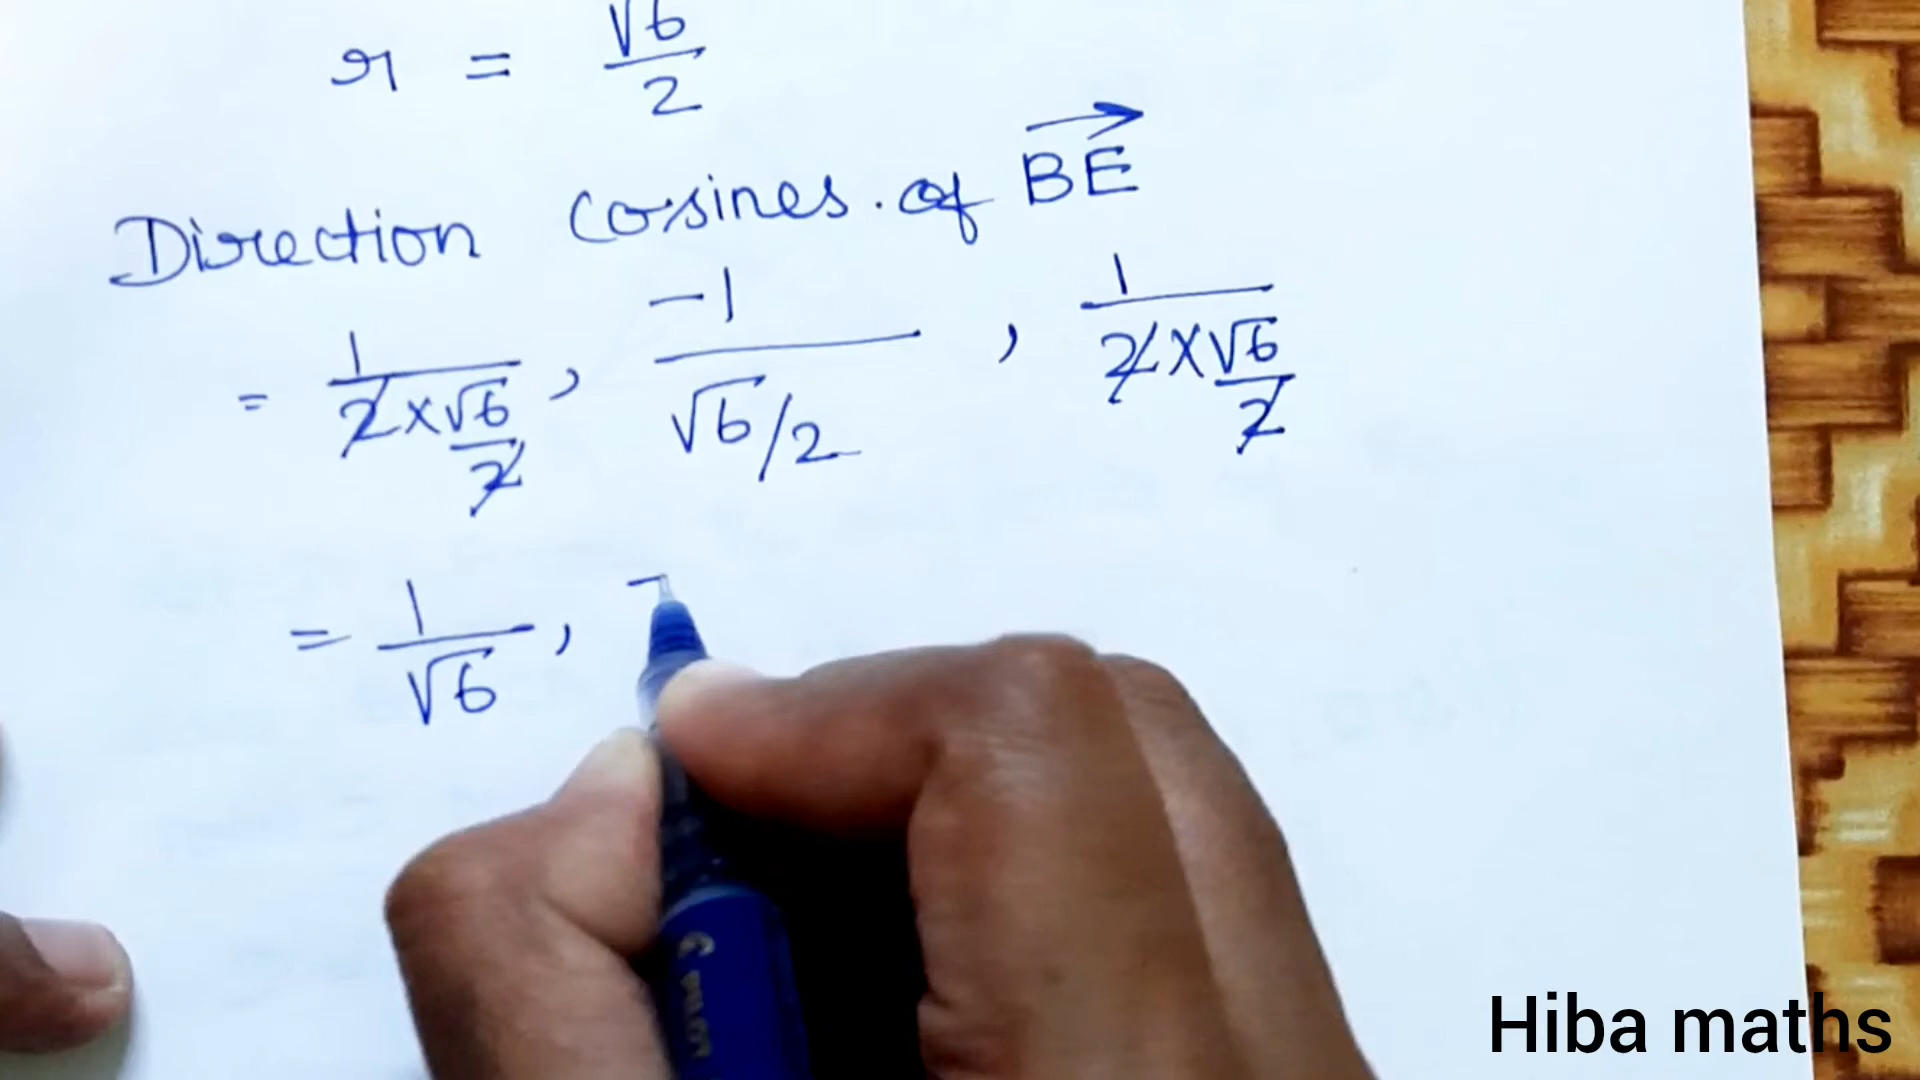 r = √6/2
Direction cosines. of BE→
= 1/(2×√6/2), -1/(√6/2), 1/(2×√6/2)
= 1/√6, -
PILOT
Hiba maths